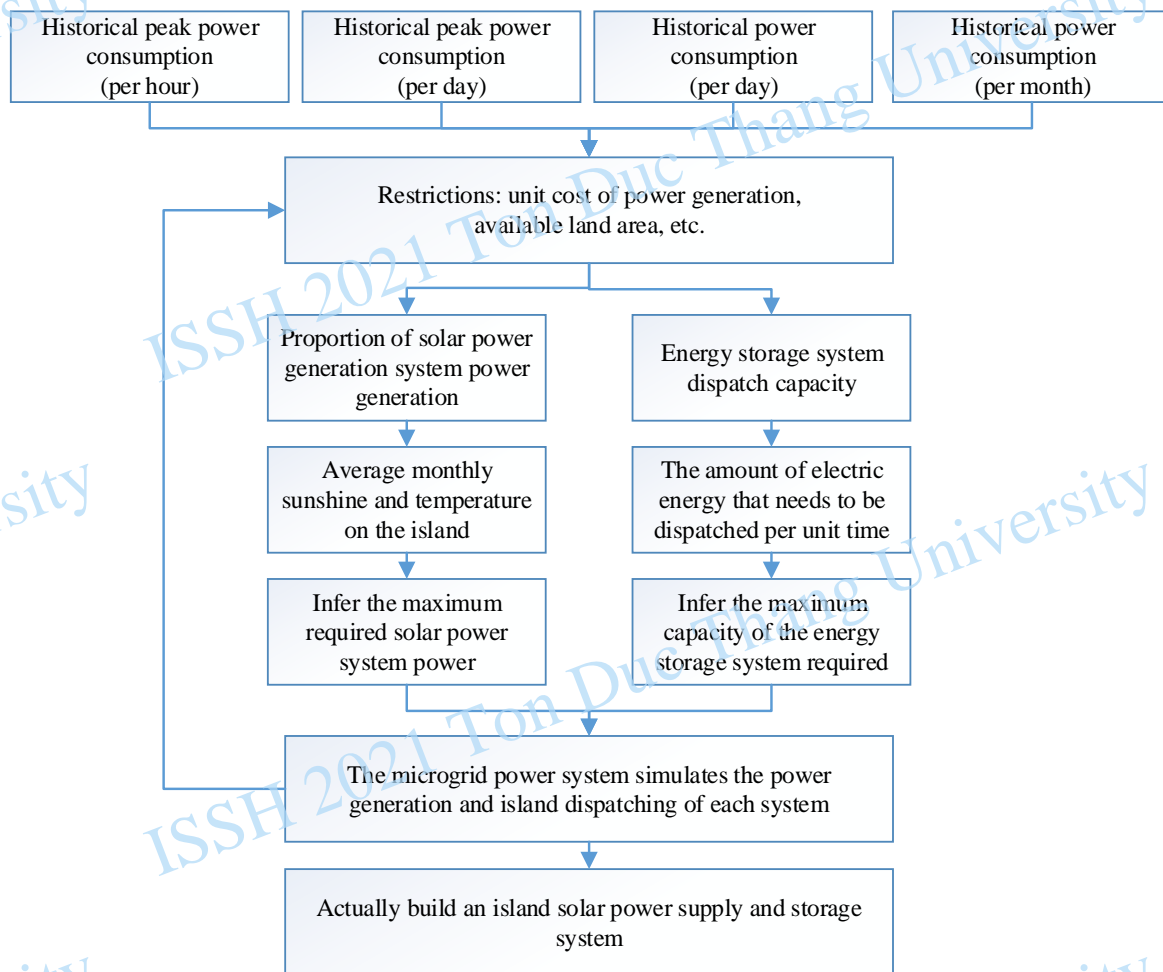 Historical peak power
consumption
(per hour)
Historical peak power
consumption
(per day)
Historical power
consumption
(per day)
Historical power
consumption
(per month)
Restrictions: unit cost of power generation,
available land area, etc.
Proportion of solar power
generation system power
generation
Energy storage system
dispatch capacity
Average monthly
sunshine and temperature
on the island
The amount of electric
energy that needs to be
dispatched per unit time
Infer the maximum
required solar power
system power
Infer the maximum
capacity of the energy
storage system required
The microgrid power system simulates the power
generation and island dispatching of each system
Actually build an island solar power supply and storage
system
ISSH 2021 Ton Duc Thang University
ISSH 2021 Ton Duc Thang University